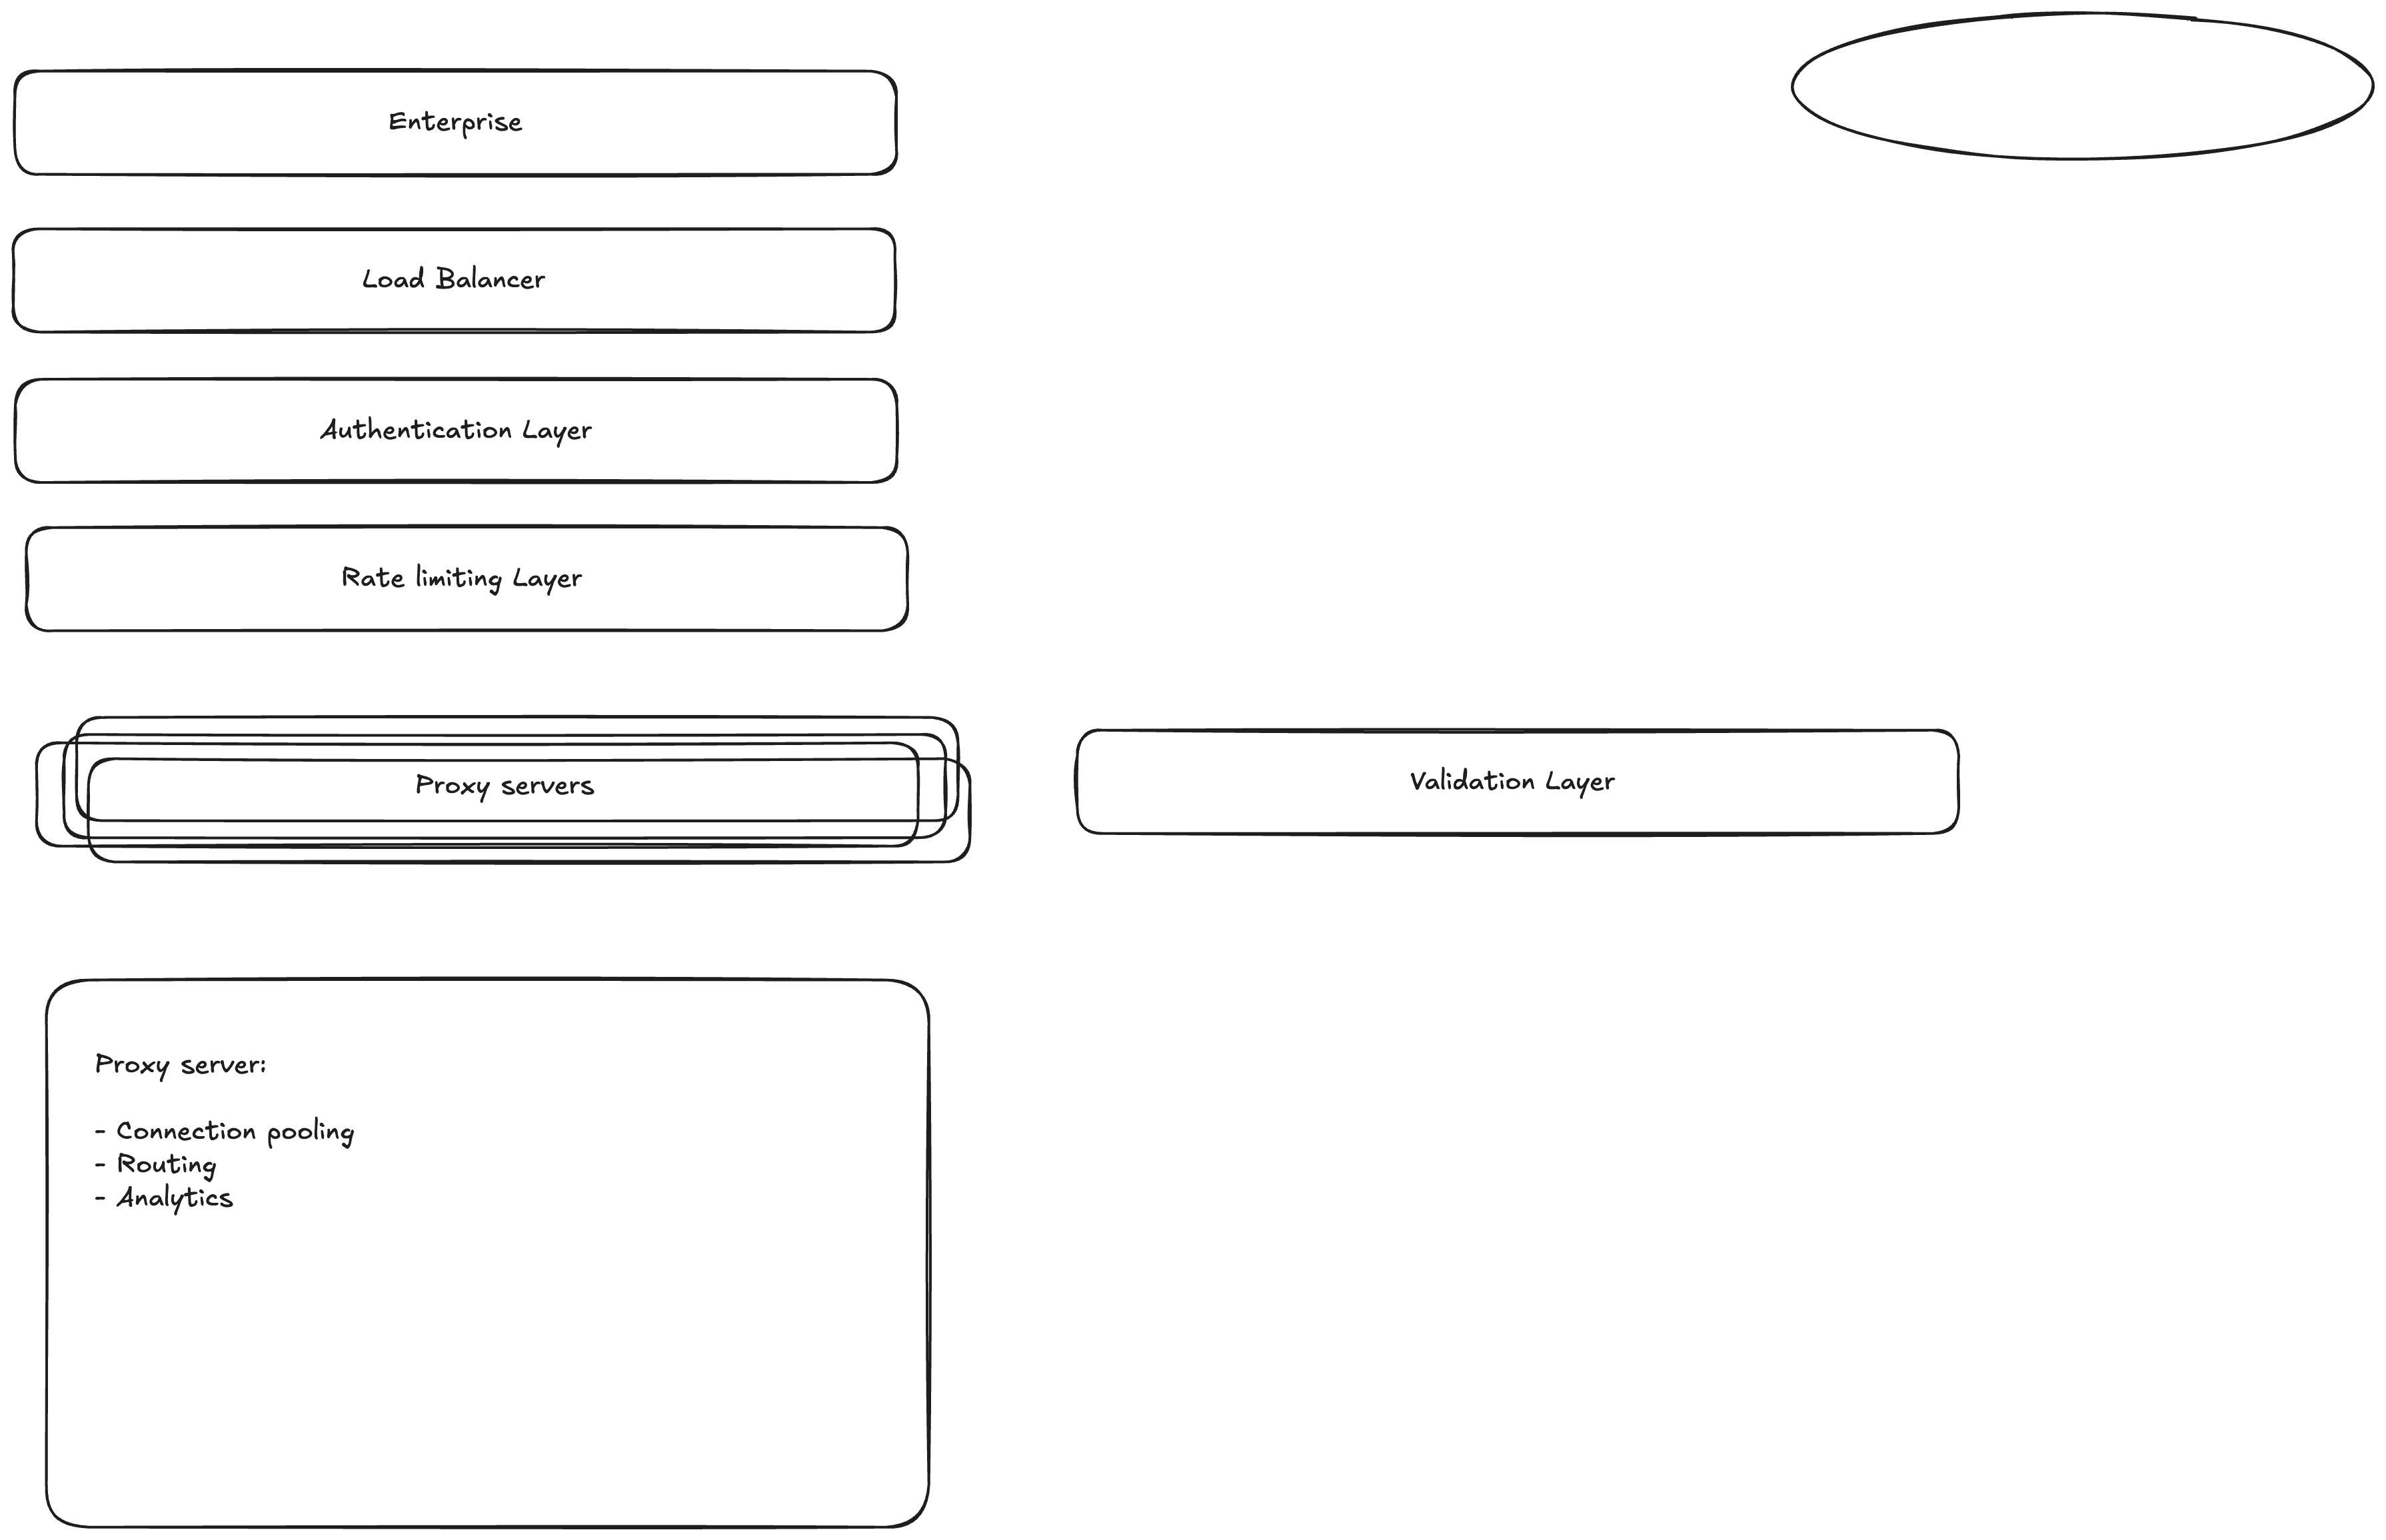 Enterprise
Load Balancer
Authentication Layer
Rate limiting Layer
Proxy servers
Validation Layer
Proxy server:
- Connection pooling
- Routing
- Analytics